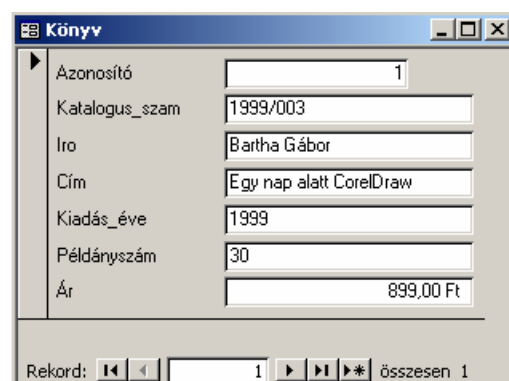 Könyv
Azonosító 1
Katalogus_szam 1999/003
Iro Bartha Gábor
Cím Egy nap alatt CorelDraw
Kiadás_éve 1999
Példányszám 30
Ár 899,00 Ft
Rekord: 1 összesen 1